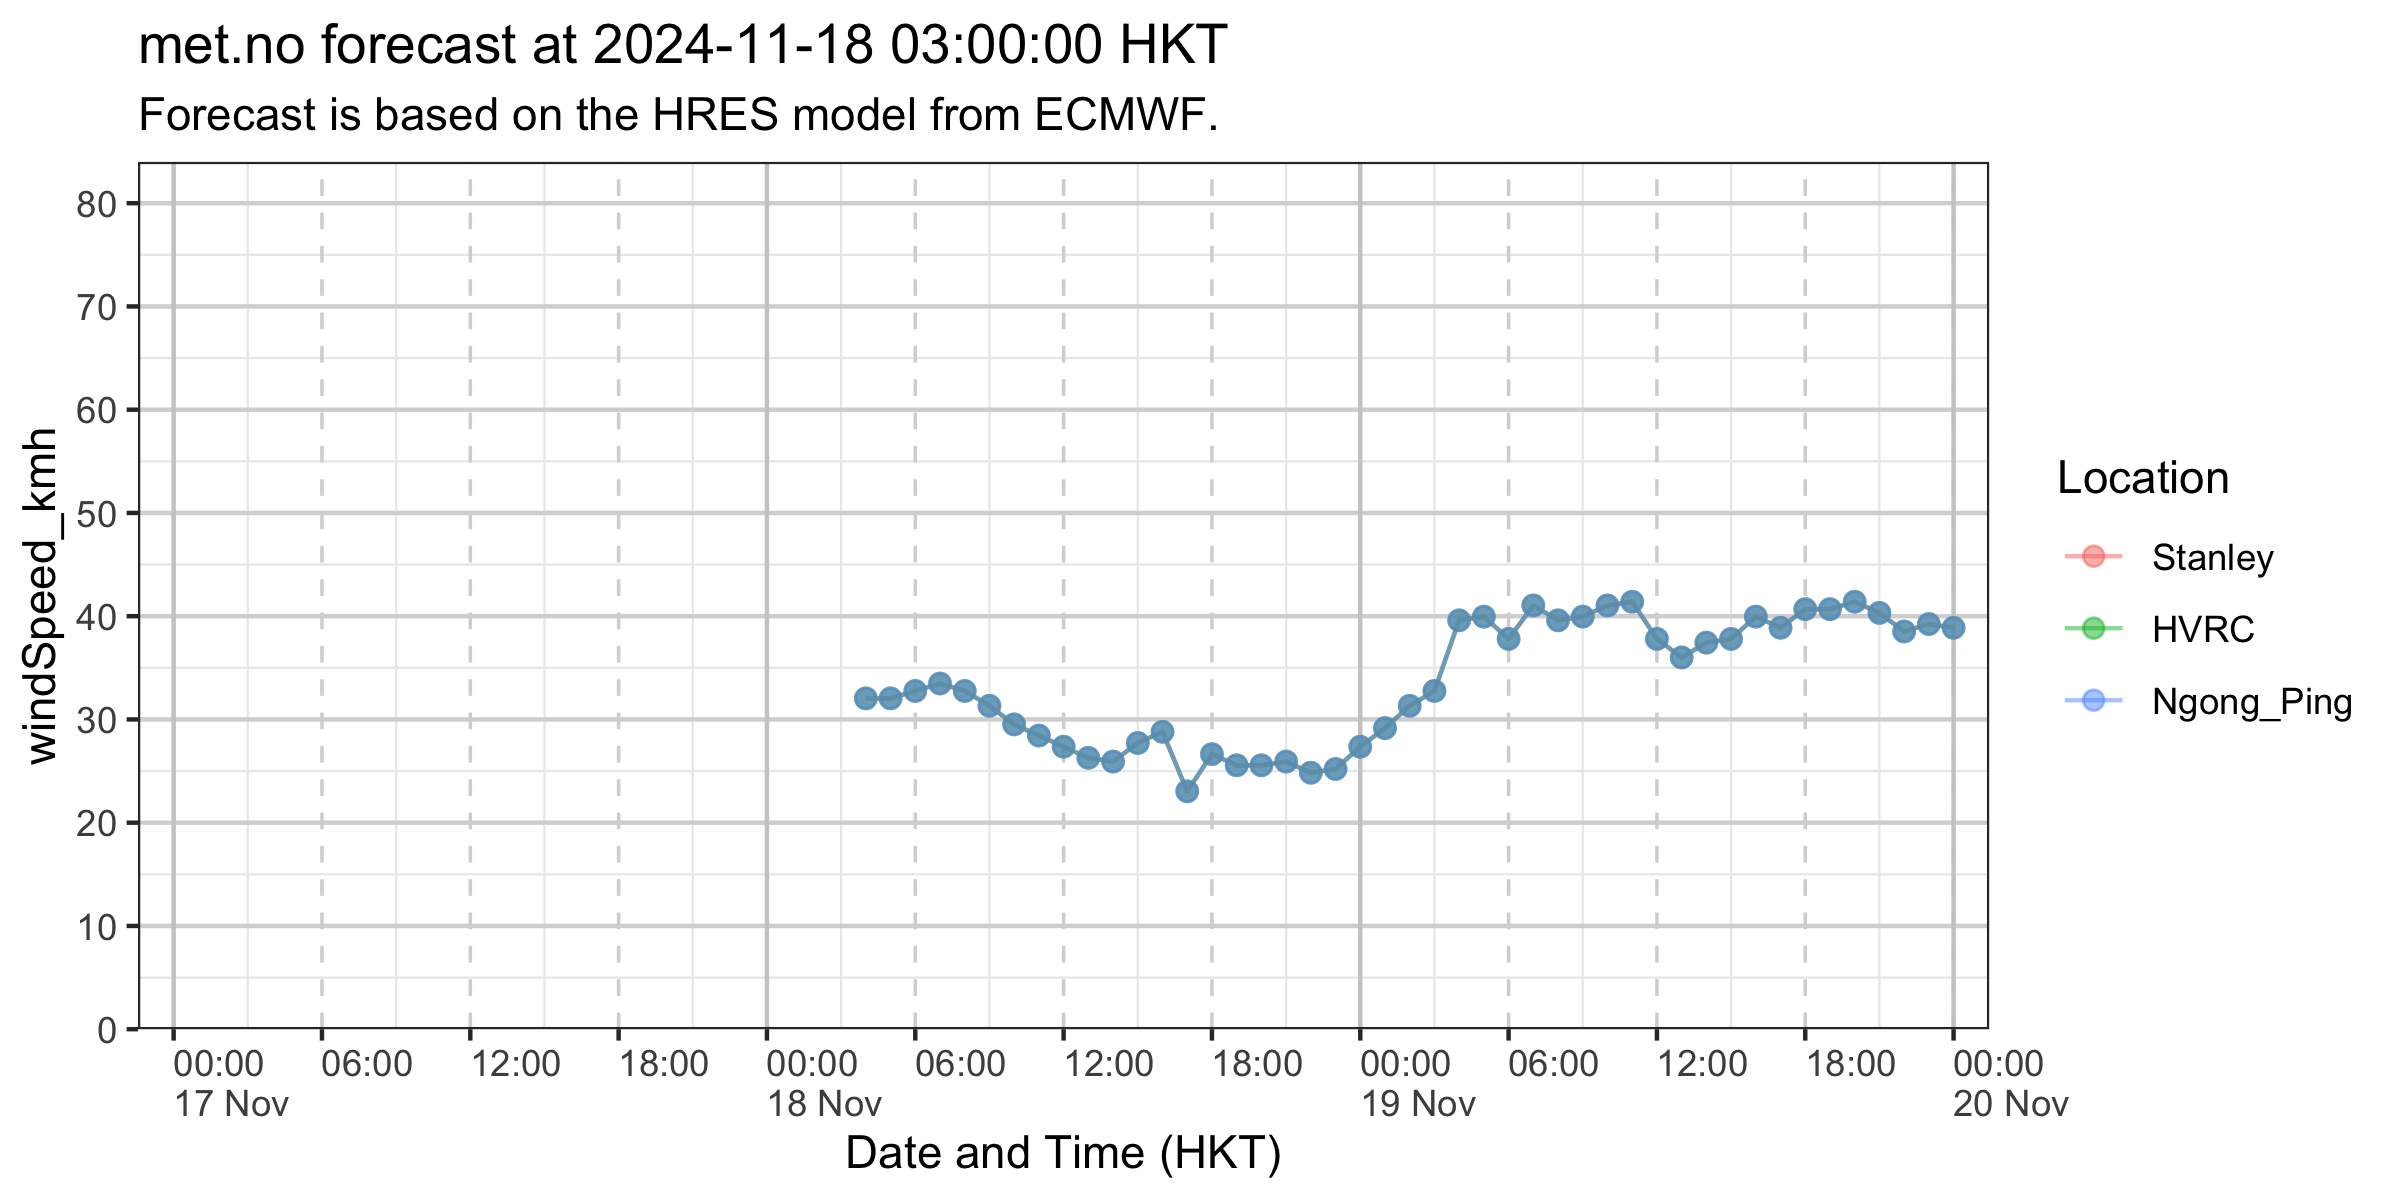 met.no forecast at 2024-11-18 03:00:00 HKT
Forecast is based on the HRES model from ECMWF.
windSpeed_kmh
80
70
60
50
40
30
20
10
0
00:00 06:00 12:00 18:00 00:00 06:00 12:00 18:00 00:00 06:00 12:00 18:00 00:00
17 Nov 18 Nov 19 Nov 20 Nov
Date and Time (HKT)
Location
Stanley
HVRC
Ngong_Ping